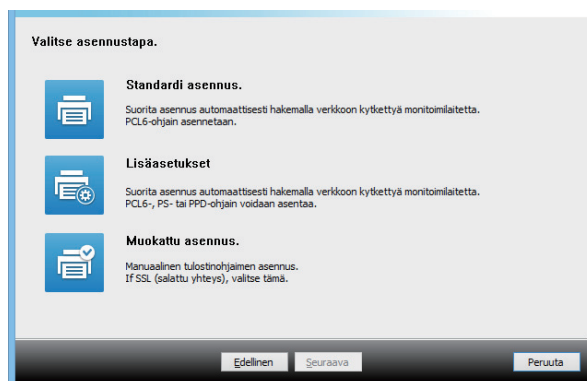 Valitse asennustapa.
Standardi asennus.
Suorita asennus automaattisesti hakemalla verkkoon kytkettyä monitoimilaitetta.
PCL6-ohjain asennetaan.
Lisäasetukset
Suorita asennus automaattisesti hakemalla verkkoon kytkettyä monitoimilaitetta.
PCL6-, PS- tai PPD-ohjain voidaan asentaa.
Muokattu asennus.
Manuaalinen tulostinohjaimen asennus.
If SSL (salattu yhteys), valitse tämä.
Edellinen Seuraava Peruuta